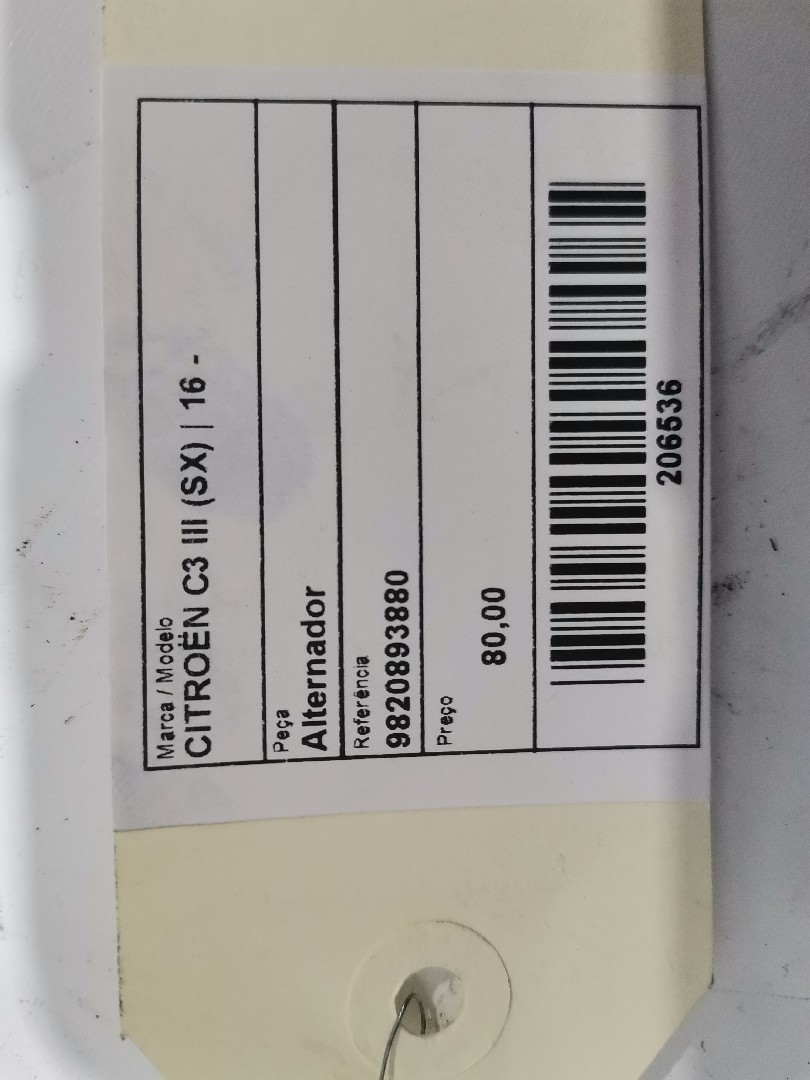 Marca / Modelo
CITROËN C3 III (SX) | 16 -
Peça
Alternador
Referência
9820893880
Preço
80,00
206536